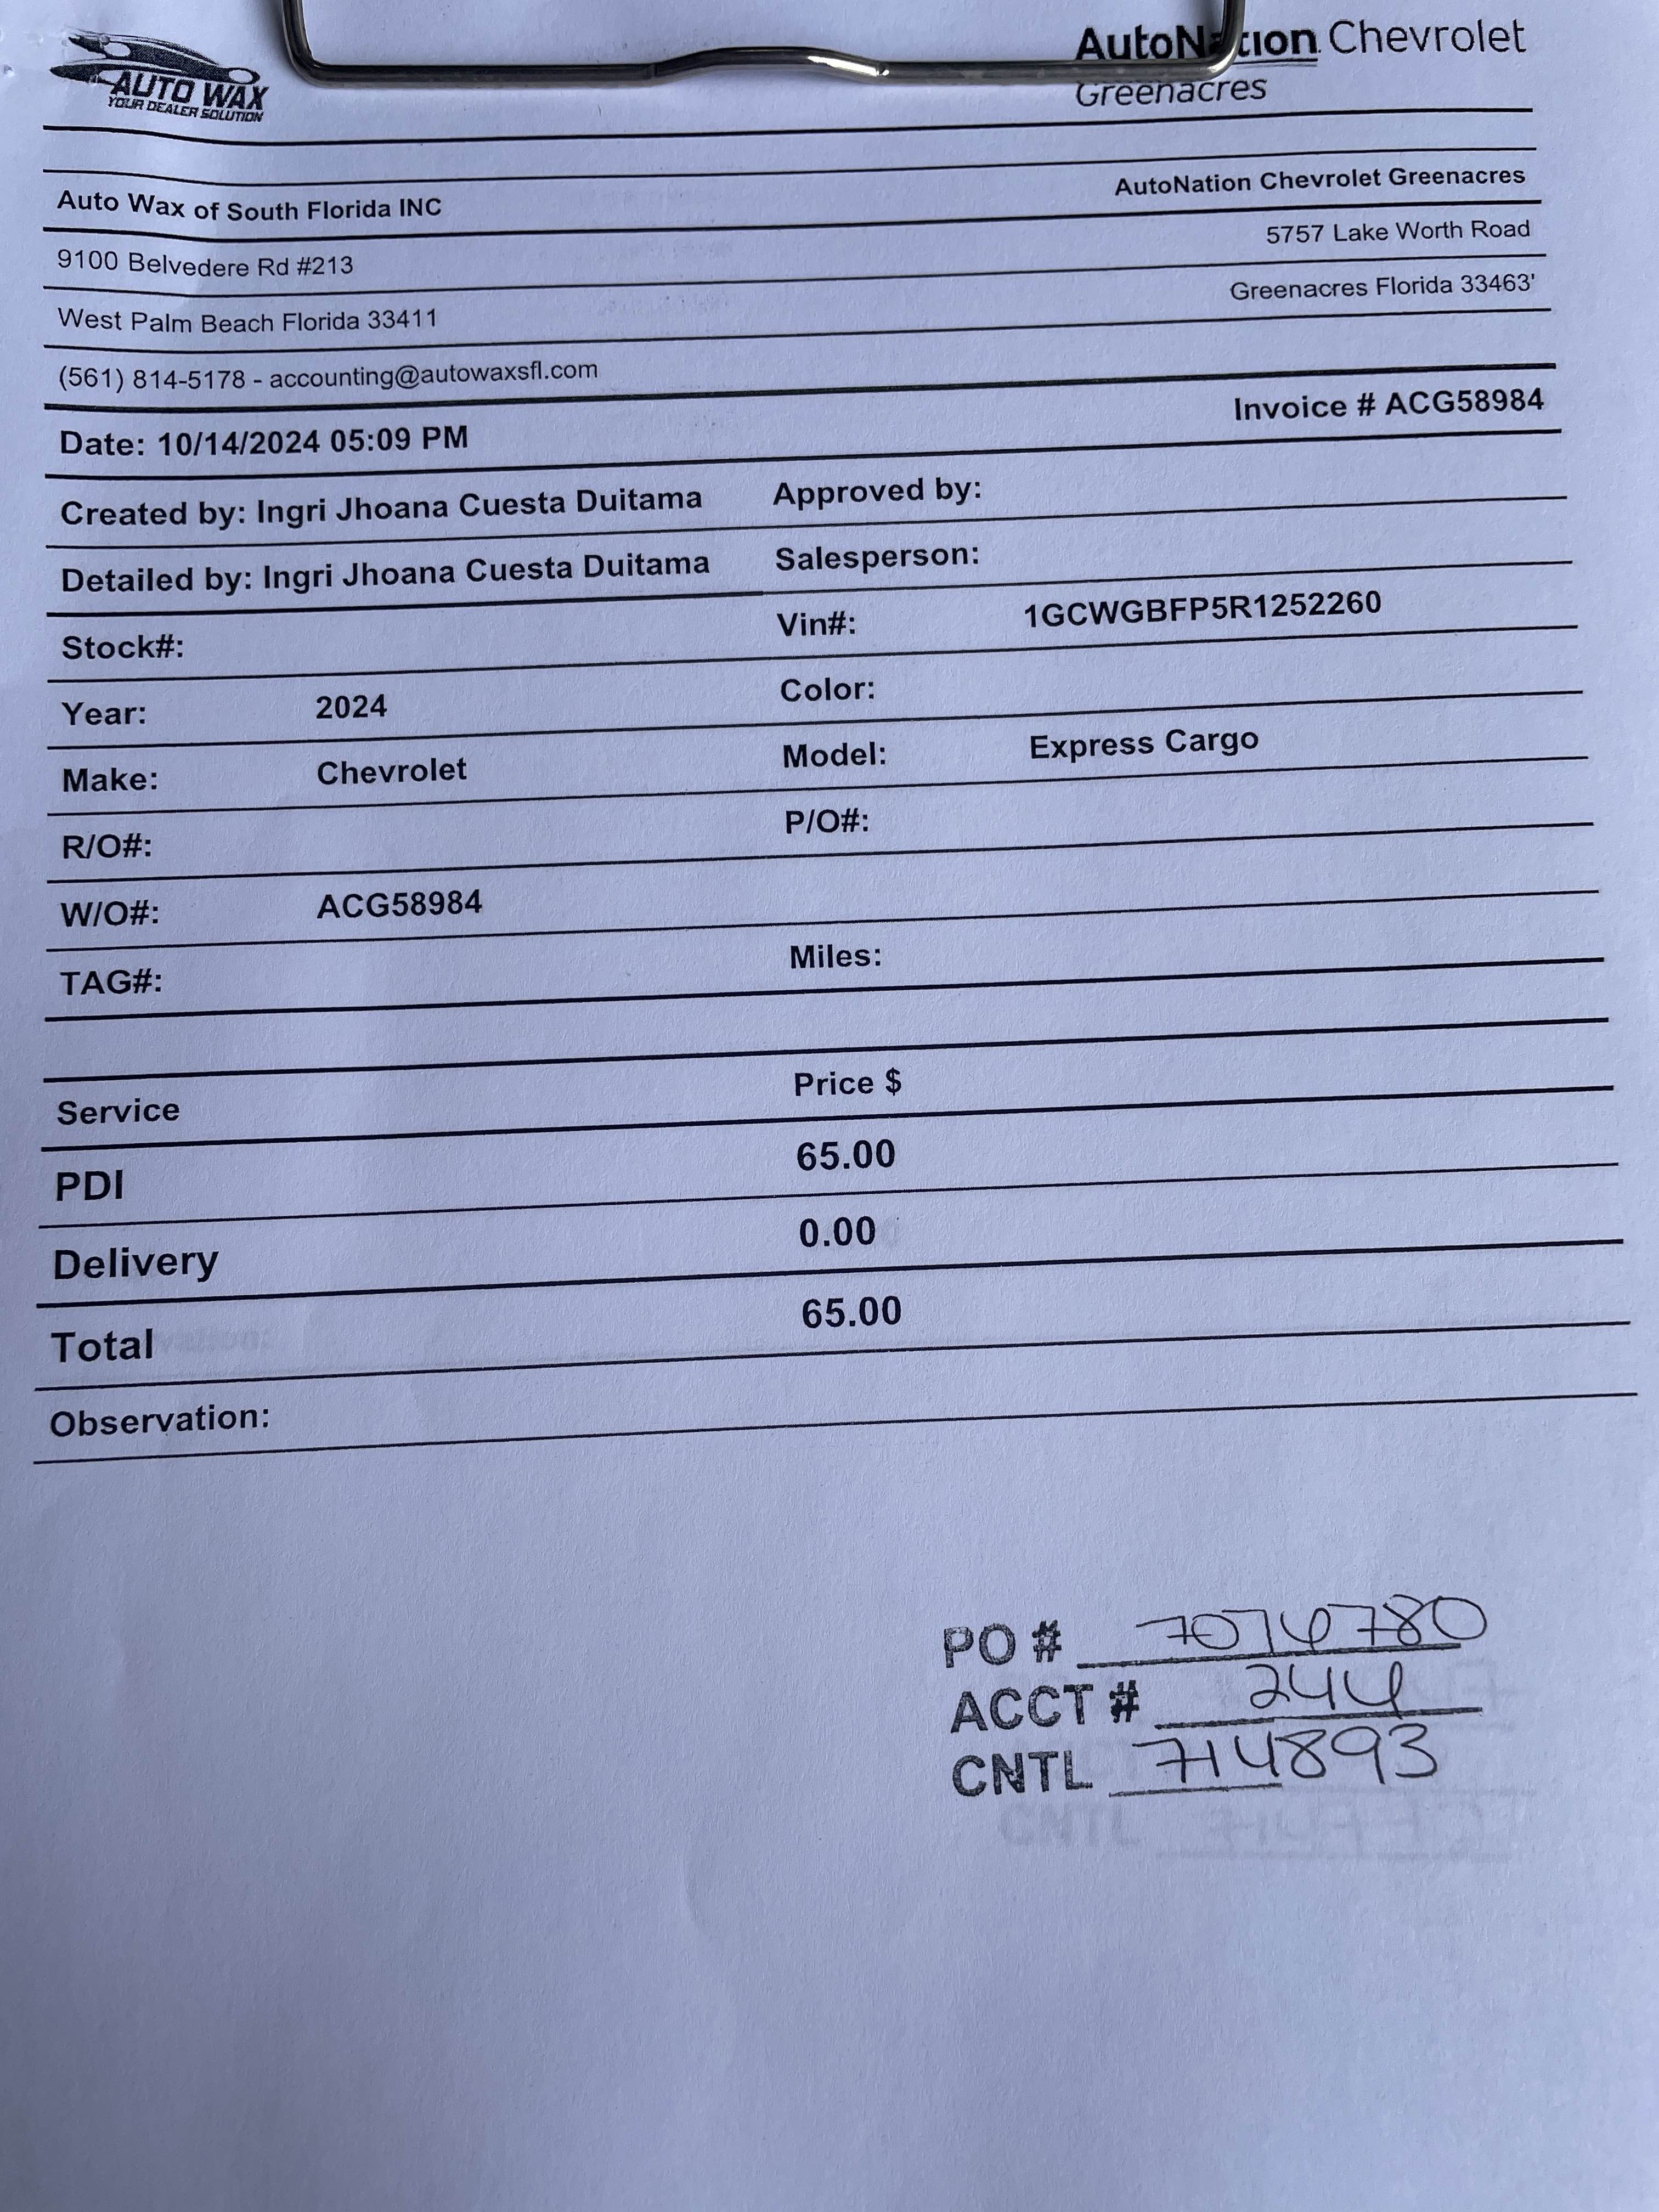 AUTO WAX
YOUR DEALER SOLUTION
AutoNation Chevrolet
Greenacres
Auto Wax of South Florida INC
AutoNation Chevrolet Greenacres
9100 Belvedere Rd #213
5757 Lake Worth Road
West Palm Beach Florida 33411
Greenacres Florida 33463'
(561) 814-5178 - accounting@autowaxsfl.com
Date: 10/14/2024 05:09 PM
Invoice # ACG58984
Created by: Ingri Jhoana Cuesta Duitama Approved by:
Detailed by: Ingri Jhoana Cuesta Duitama Salesperson:
Stock#: Vin#: 1GCWGBFP5R1252260
Year: 2024 Color:
Make: Chevrolet Model: Express Cargo
R/O#: P/O#:
W/O#: ACG58984
TAG#: Miles:
Service Price $
PDI 65.00
Delivery 0.00
Total 65.00
Observation:
PO #
ACCT # 244
CNTL 714893